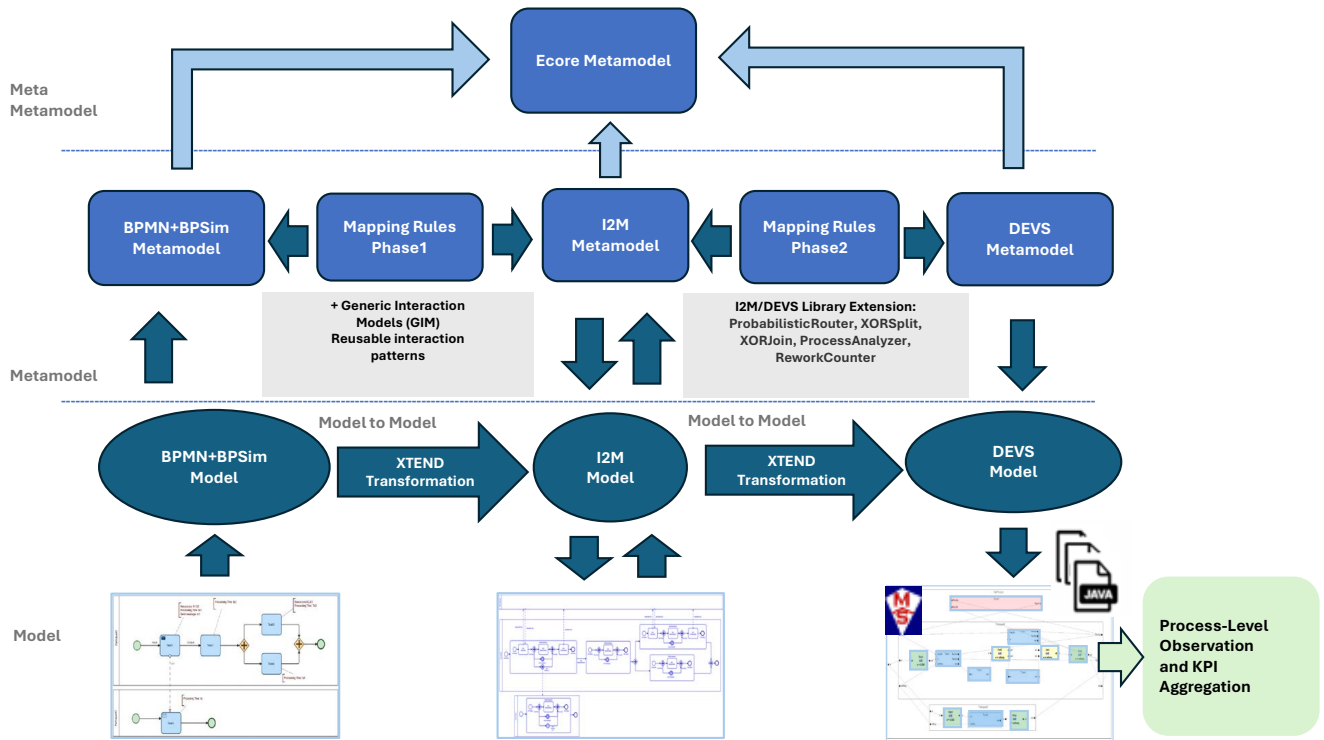 Ecore Metamodel
Meta
Metamodel
BPMN+BPSim
Metamodel
Mapping Rules
Phase1
I2M
Metamodel
Mapping Rules
Phase2
DEVS
Metamodel
+ Generic Interaction
Models (GIM)
Reusable interaction
patterns
I2M/DEVS Library Extension:
ProbabilisticRouter, XORSplit,
XORJoin, ProcessAnalyzer,
ReworkCounter
Metamodel
Model to Model
Model to Model
BPMN+BPSim
Model
XTEND
Transformation
I2M
Model
XTEND
Transformation
DEVS
Model
JAVA
MS
Model
Process-Level
Observation
and KPI
Aggregation